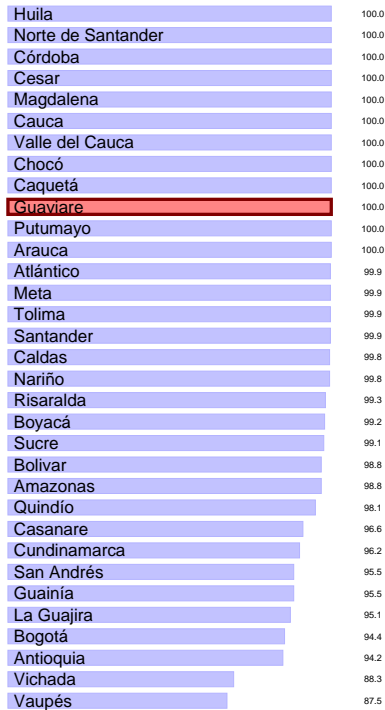 Huila 100.0
Norte de Santander 100.0
Córdoba 100.0
Cesar 100.0
Magdalena 100.0
Cauca 100.0
Valle del Cauca 100.0
Chocó 100.0
Caquetá 100.0
Guaviare 100.0
Putumayo 100.0
Arauca 100.0
Atlántico 99.9
Meta 99.9
Tolima 99.9
Santander 99.9
Caldas 99.8
Nariño 99.8
Risaralda 99.3
Boyacá 99.2
Sucre 99.1
Bolivar 98.8
Amazonas 98.8
Quindío 98.1
Casanare 96.6
Cundinamarca 96.2
San Andrés 95.5
Guainía 95.5
La Guajira 95.1
Bogotá 94.4
Antioquia 94.2
Vichada 88.3
Vaupés 87.5